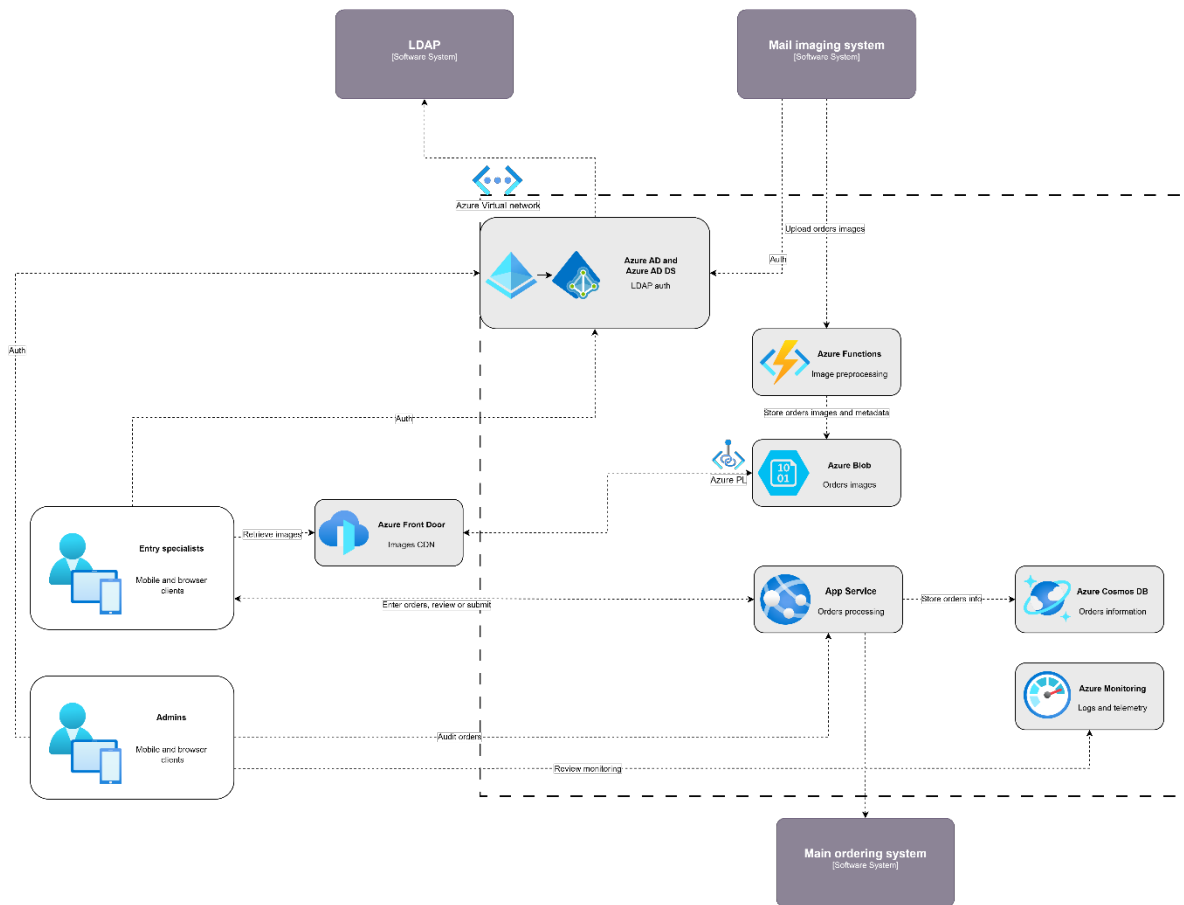 LDAP
[Software System]
Mail imaging system
[Software System]
Azure Virtual network
Upload orders images
Azure AD and
Azure AD DS
LDAP auth
Auth
Auth
Azure Functions
Image preprocessing
Store orders images and metadata
Auth
Azure PL
Azure Blob
Orders images
10
01
Retrieve images
Azure Front Door
Images CDN
Entry specialists
Mobile and browser
clients
Enter orders, review or submit
App Service
Orders processing
Store orders info
Azure Cosmos DB
Orders information
Azure Monitoring
Logs and telemetry
Admins
Mobile and browser
clients
Audit orders
Review monitoring
Main ordering system
[Software System]